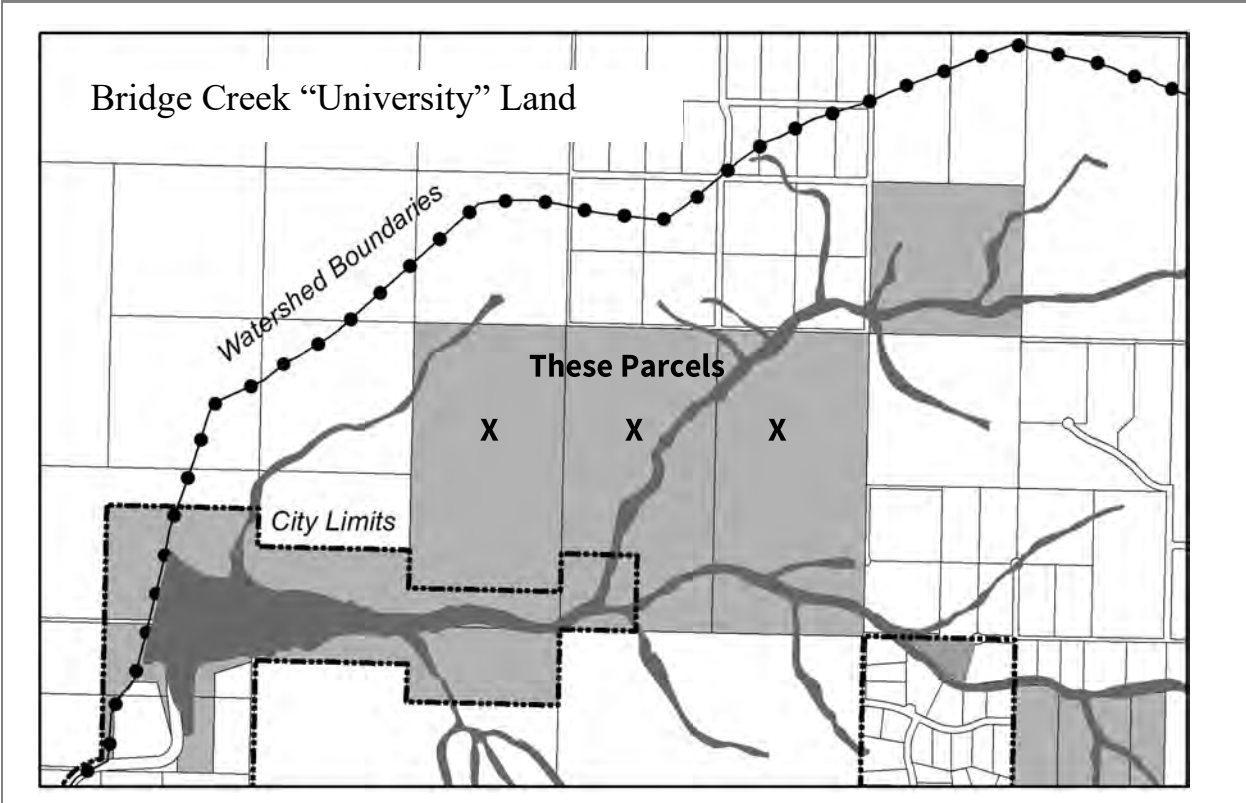 Bridge Creek “University” Land
Watershed Boundaries
These Parcels
X X X
City Limits